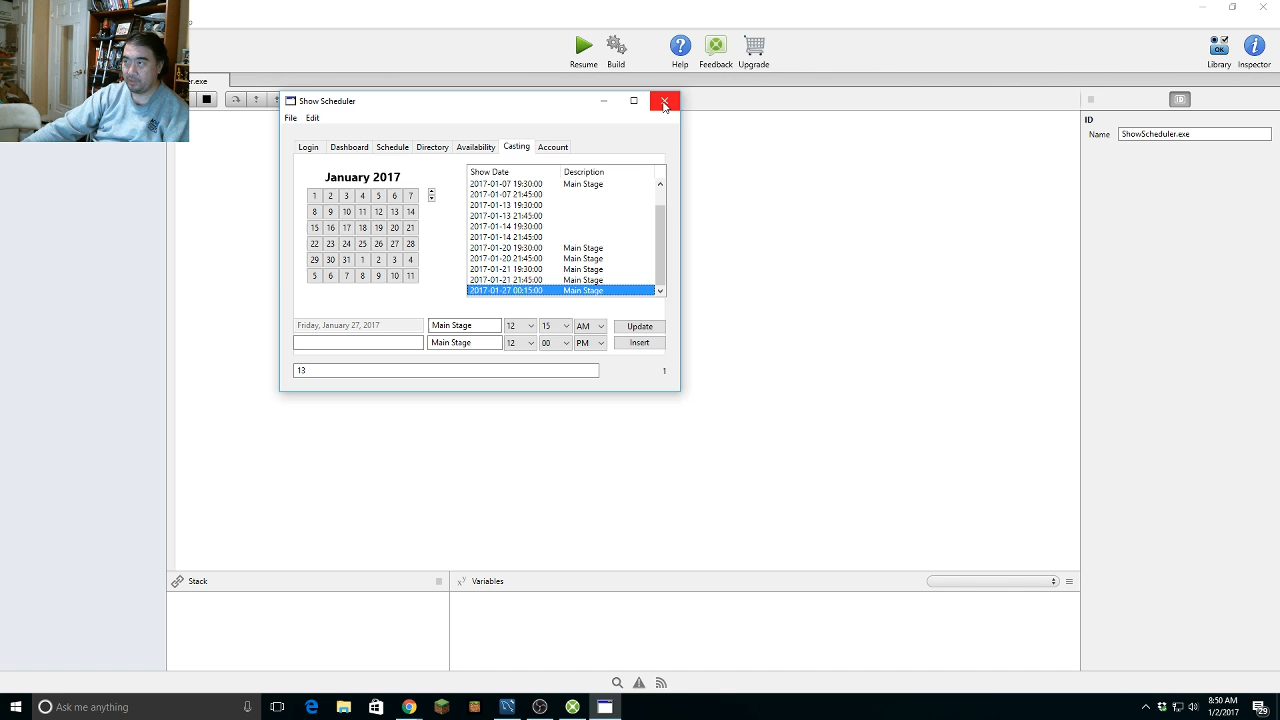 Resume
Build
Help
Feedback
Upgrade
Library
Inspector
OK
r.exe
ID
ID
Name ShowScheduler.exe
Show Scheduler
File Edit
Login Dashboard Schedule Directory Availability Casting Account
January 2017
1 2 3 4 5 6 7
8 9 10 11 12 13 14
15 16 17 18 19 20 21
22 23 24 25 26 27 28
29 30 31 1 2 3 4
5 6 7 8 9 10 11
Show Date Description
2017-01-07 19:30:00 Main Stage
2017-01-07 21:45:00
2017-01-13 19:30:00
2017-01-13 21:45:00
2017-01-14 19:30:00
2017-01-14 21:45:00
2017-01-20 19:30:00 Main Stage
2017-01-20 21:45:00 Main Stage
2017-01-21 19:30:00 Main Stage
2017-01-21 21:45:00 Main Stage
2017-01-27 00:15:00 Main Stage
Friday, January 27, 2017 Main Stage 12 15 AM Update
Main Stage 12 00 PM Insert
13 1
Stack
Variables
Ask me anything
8:50 AM
1/2/2017